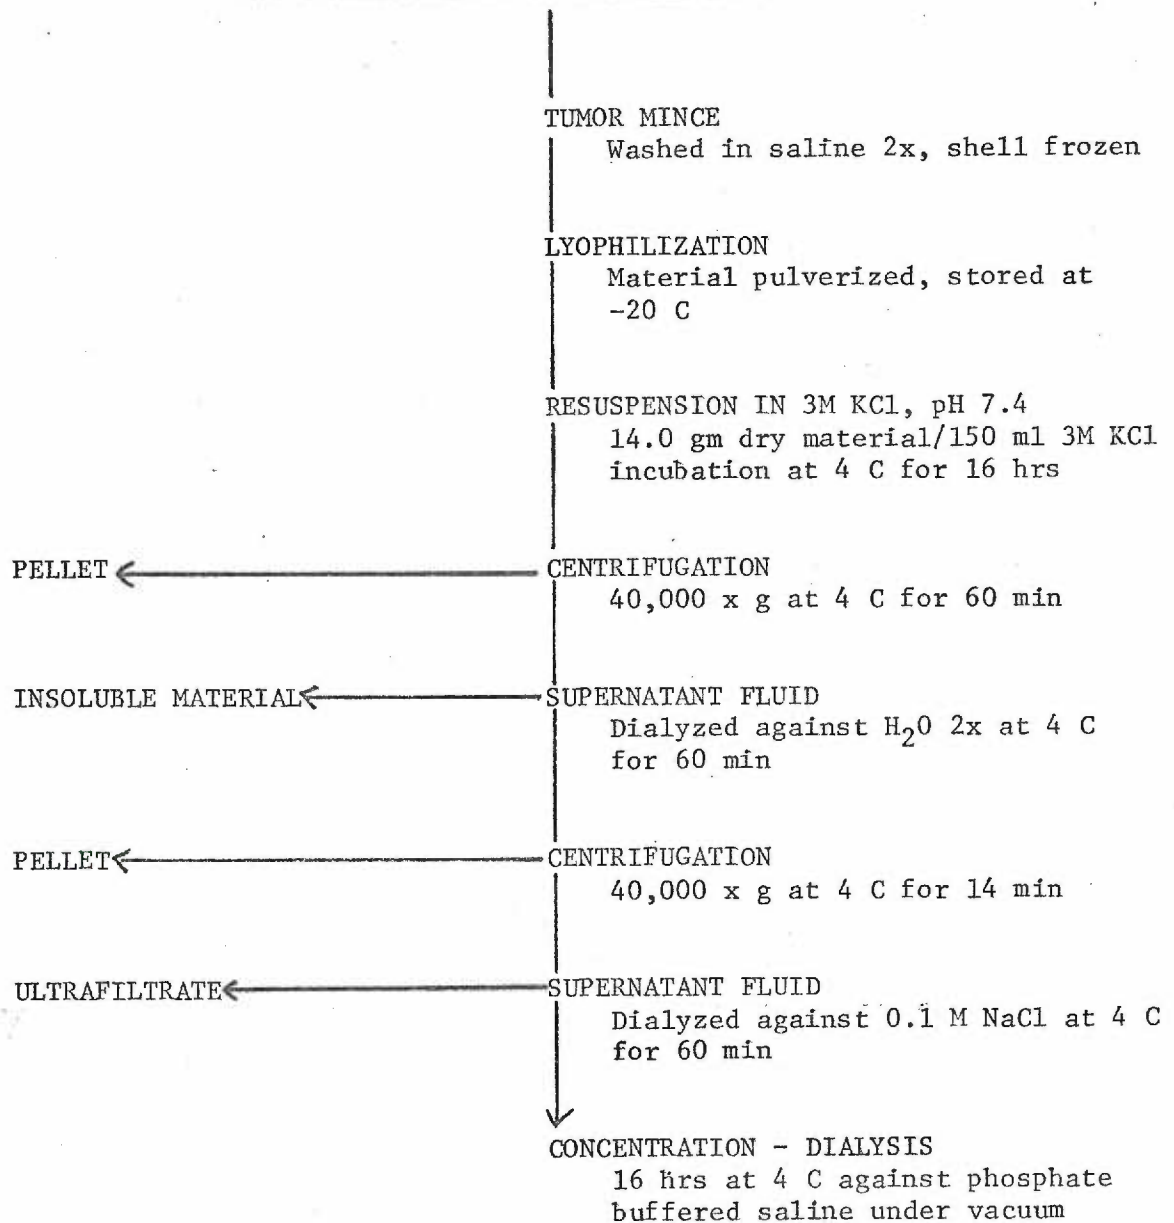 TUMOR MINCE
Washed in saline 2x, shell frozen
LYOPHILIZATION
Material pulverized, stored at
-20 C
RESUSPENSION IN 3M KCl, pH 7.4
14.0 gm dry material/150 ml 3M KCl
incubation at 4 C for 16 hrs
PELLET
CENTRIFUGATION
40,000 x g at 4 C for 60 min
INSOLUBLE MATERIAL
SUPERNATANT FLUID
Dialyzed against H2O 2x at 4 C
for 60 min
PELLET
CENTRIFUGATION
40,000 x g at 4 C for 14 min
ULTRAFILTRATE
SUPERNATANT FLUID
Dialyzed against 0.1 M NaCl at 4 C
for 60 min
CONCENTRATION - DIALYSIS
16 hrs at 4 C against phosphate
buffered saline under vacuum